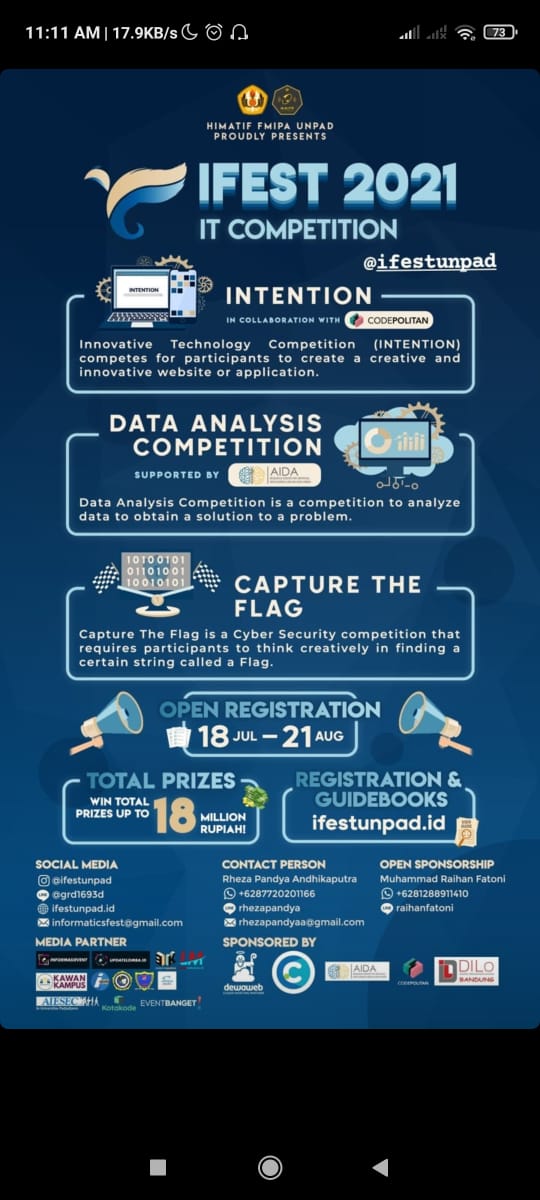 11:11 AM | 17.9KB/s
73
HIMATIF FMIPA UNPAD
PROUDLY PRESENTS
IFEST 2021
IT COMPETITION
@ifestunpad
INTENTION
INTENTION
IN COLLABORATION WITH CODEPOLITAN
Innovative Technology Competition (INTENTION)
competes for participants to create a creative and
innovative website or application.
DATA ANALYSIS
COMPETITION
SUPPORTED BY AIDA
Data Analysis Competition is a competition to analyze
data to obtain a solution to a problem.
10100101
01101001
10010101
CAPTURE THE
FLAG
Capture The Flag is a Cyber Security competition that
requires participants to think creatively in finding a
certain string called a Flag.
OPEN REGISTRATION
18 JUL – 21 AUG
TOTAL PRIZES
WIN TOTAL
PRIZES UP TO 18 MILLION
RUPIAH!
REGISTRATION &
GUIDEBOOKS
ifestunpad.id
SOCIAL MEDIA
@ifestunpad
@grd1693d
ifestunpad.id
informaticsfest@gmail.com
CONTACT PERSON
Rheza Pandya Andhikaputra
+6287720201166
rhezapandya
rhezapandyaa@gmail.com
OPEN SPONSORSHIP
Muhammad Raihan Fatoni
+6281288911410
raihanfatoni
MEDIA PARTNER
INFOEMASEVENT
UPDATELOMBA.ID
KAWAN
KAMPUS
AIESEC
Kotakode
EVENTBANGET!
SPONSORED BY
dewaweb
AIDA
CODEPOLITAN
DILo
BANDUNG